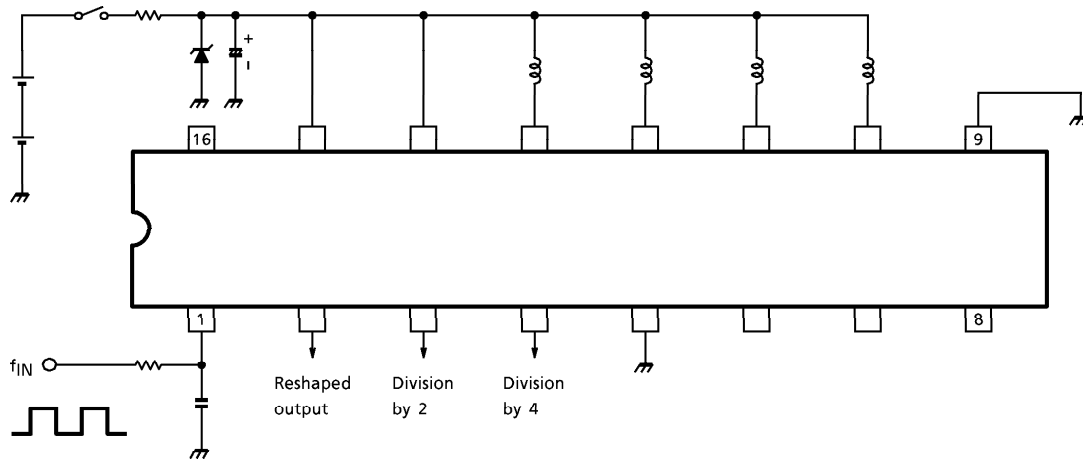 +
-
16
9
1
8
fIN
Reshaped
output
Division
by 2
Division
by 4